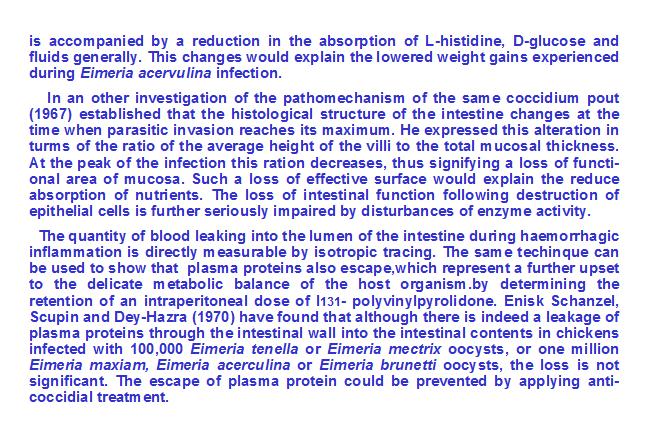 is accompanied by a reduction in the absorption of L-histidine, D-glucose and
fluids generally. This changes would explain the lowered weight gains experienced
during Eimeria acervulina infection.
In an other investigation of the pathomechanism of the same coccidium pout
(1967) established that the histological structure of the intestine changes at the
time when parasitic invasion reaches its maximum. He expressed this alteration in
turms of the ratio of the average height of the villi to the total mucosal thickness.
At the peak of the infection this ration decreases, thus signifying a loss of functi-
onal area of mucosa. Such a loss of effective surface would explain the reduce
absorption of nutrients. The loss of intestinal function following destruction of
epithelial cells is further seriously impaired by disturbances of enzyme activity.
The quantity of blood leaking into the lumen of the intestine during haemorrhagic
inflammation is directly measurable by isotropic tracing. The same techinque can
be used to show that plasma proteins also escape,which represent a further upset
to the delicate metabolic balance of the host organism.by determining the
retention of an intraperitoneal dose of I131- polyvinylpyrolidone. Enisk Schanzel,
Scupin and Dey-Hazra (1970) have found that although there is indeed a leakage of
plasma proteins through the intestinal wall into the intestinal contents in chickens
infected with 100,000 Eimeria tenella or Eimeria mectrix oocysts, or one million
Eimeria maxiam, Eimeria acerculina or Eimeria brunetti oocysts, the loss is not
significant. The escape of plasma protein could be prevented by applying anti-
coccidial treatment.